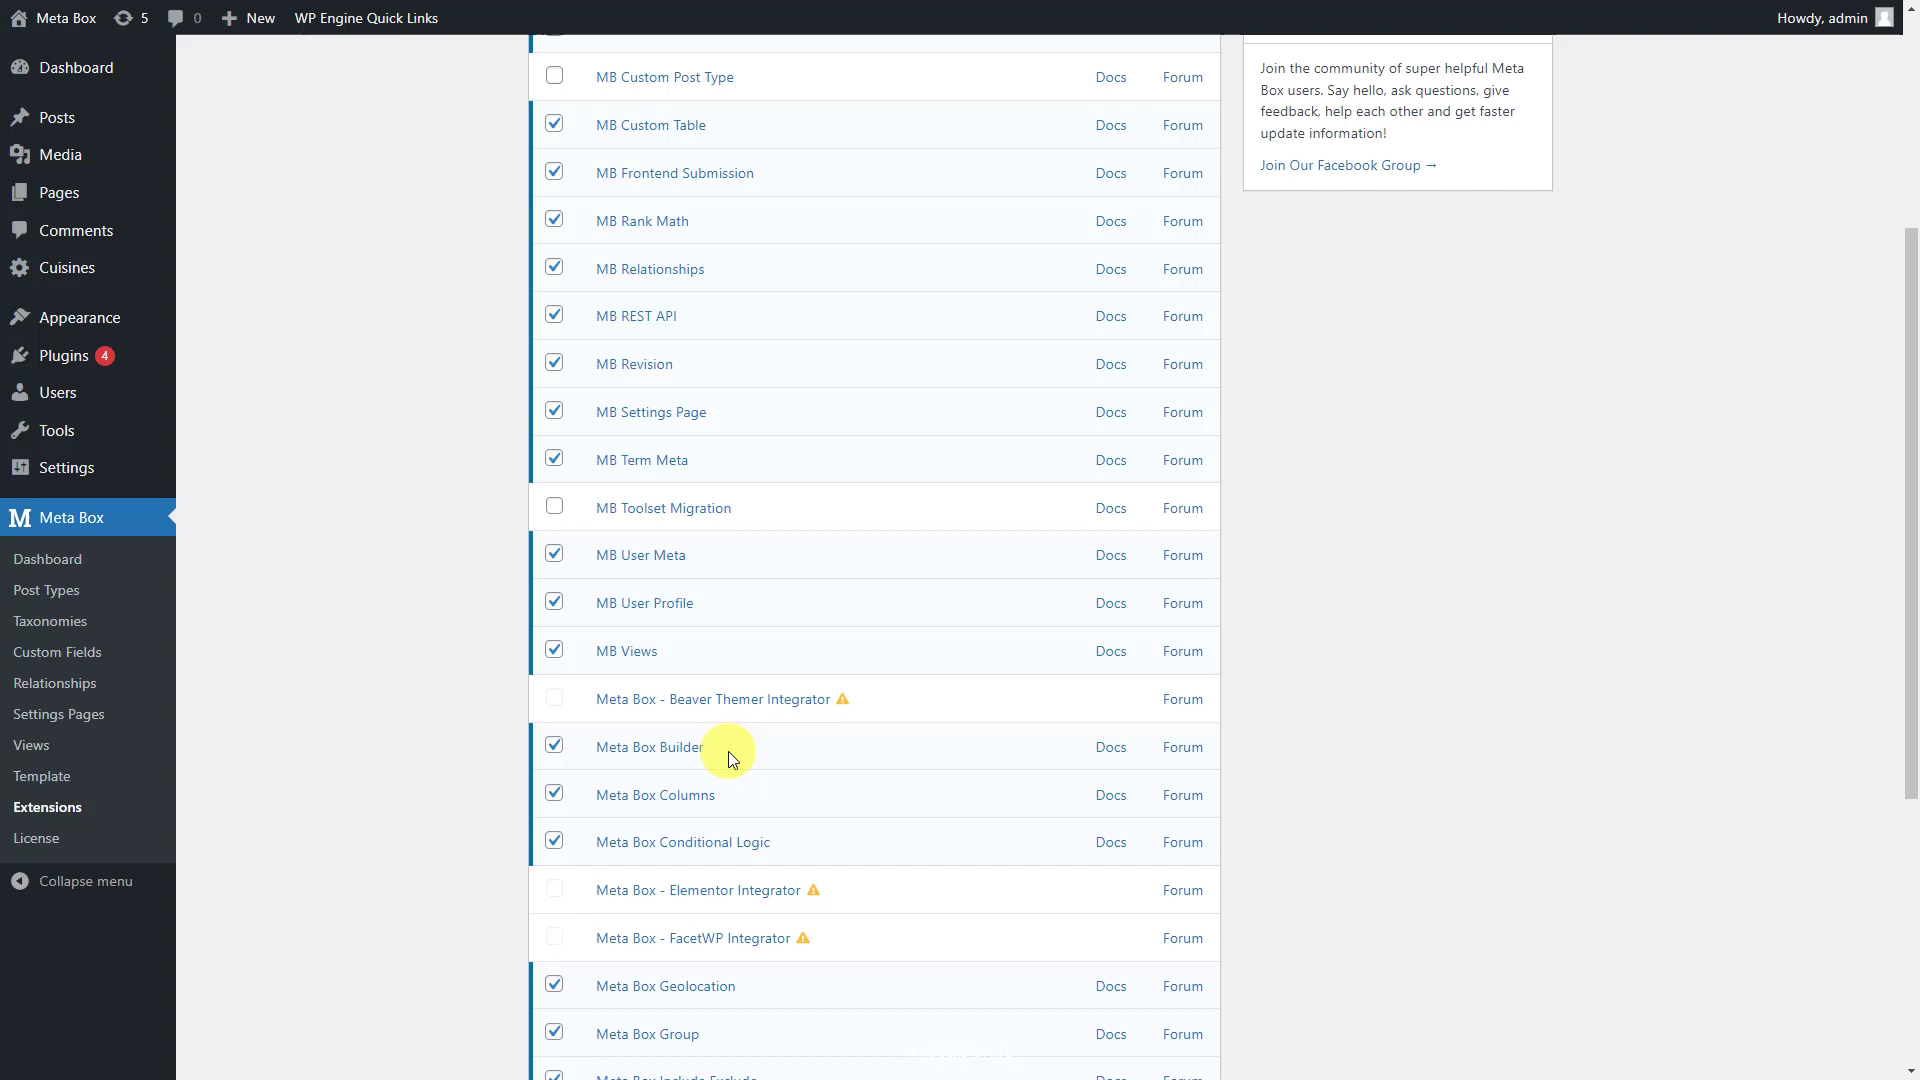 Meta Box 5 0 New WP Engine Quick Links Howdy, admin
Dashboard
Posts
Media
Pages
Comments
Cuisines
Appearance
Plugins 4
Users
Tools
Settings
M Meta Box
Dashboard
Post Types
Taxonomies
Custom Fields
Relationships
Settings Pages
Views
Template
Extensions
License
Collapse menu
MB Custom Post Type Docs Forum
MB Custom Table Docs Forum
MB Frontend Submission Docs Forum
MB Rank Math Docs Forum
MB Relationships Docs Forum
MB REST API Docs Forum
MB Revision Docs Forum
MB Settings Page Docs Forum
MB Term Meta Docs Forum
MB Toolset Migration Docs Forum
MB User Meta Docs Forum
MB User Profile Docs Forum
MB Views Docs Forum
Meta Box - Beaver Themer Integrator Forum
Meta Box Builder Docs Forum
Meta Box Columns Docs Forum
Meta Box Conditional Logic Docs Forum
Meta Box - Elementor Integrator Forum
Meta Box - FacetWP Integrator Forum
Meta Box Geolocation Docs Forum
Meta Box Group Docs Forum
Meta Box Include Exclude Docs Forum
Join the community of super helpful Meta
Box users. Say hello, ask questions, give
feedback, help each other and get faster
update information!
Join Our Facebook Group →